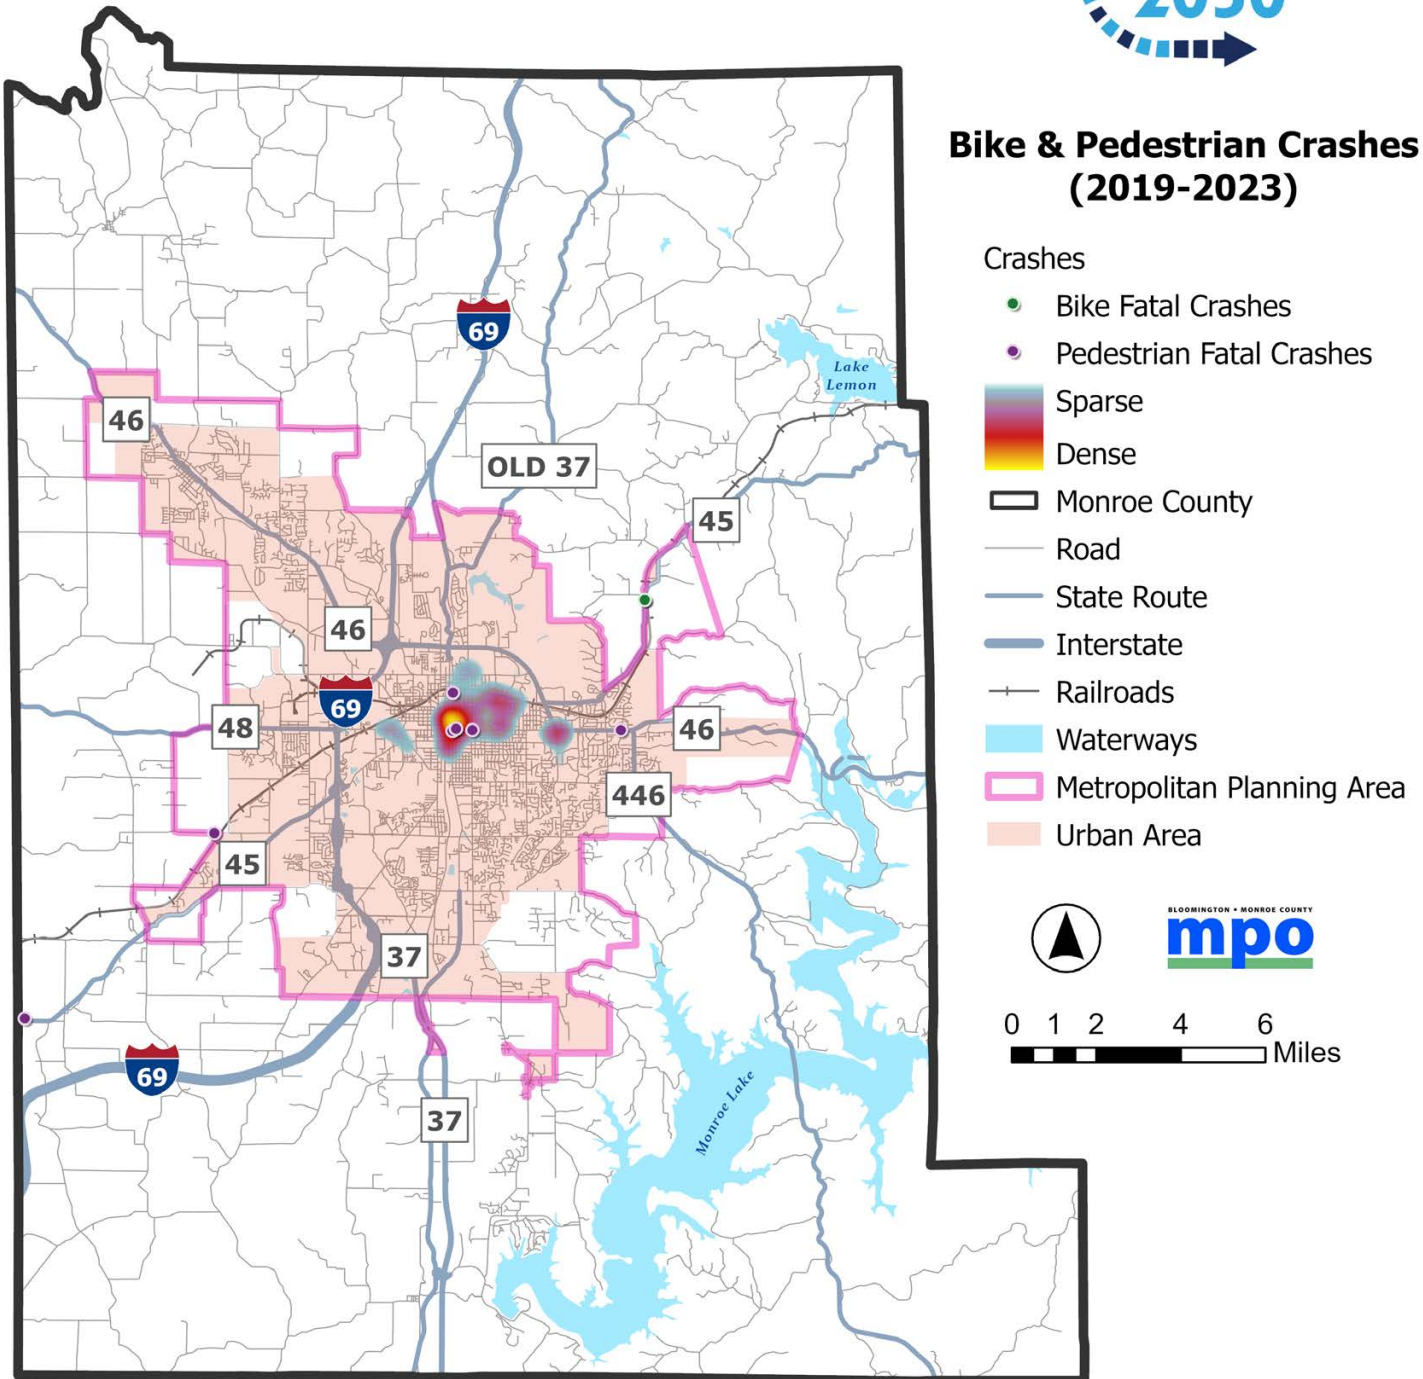 2050
Bike & Pedestrian Crashes
(2019-2023)
Crashes
Bike Fatal Crashes
Pedestrian Fatal Crashes
Sparse
Dense
Monroe County
Road
State Route
Interstate
Railroads
Waterways
Metropolitan Planning Area
Urban Area
BLOOMINGTON • MONROE COUNTY
mpo
0 1 2 4 6
Miles
69
Lake
Lemon
46
OLD 37
45
46
69
48
46
446
45
37
69
Monroe Lake
37